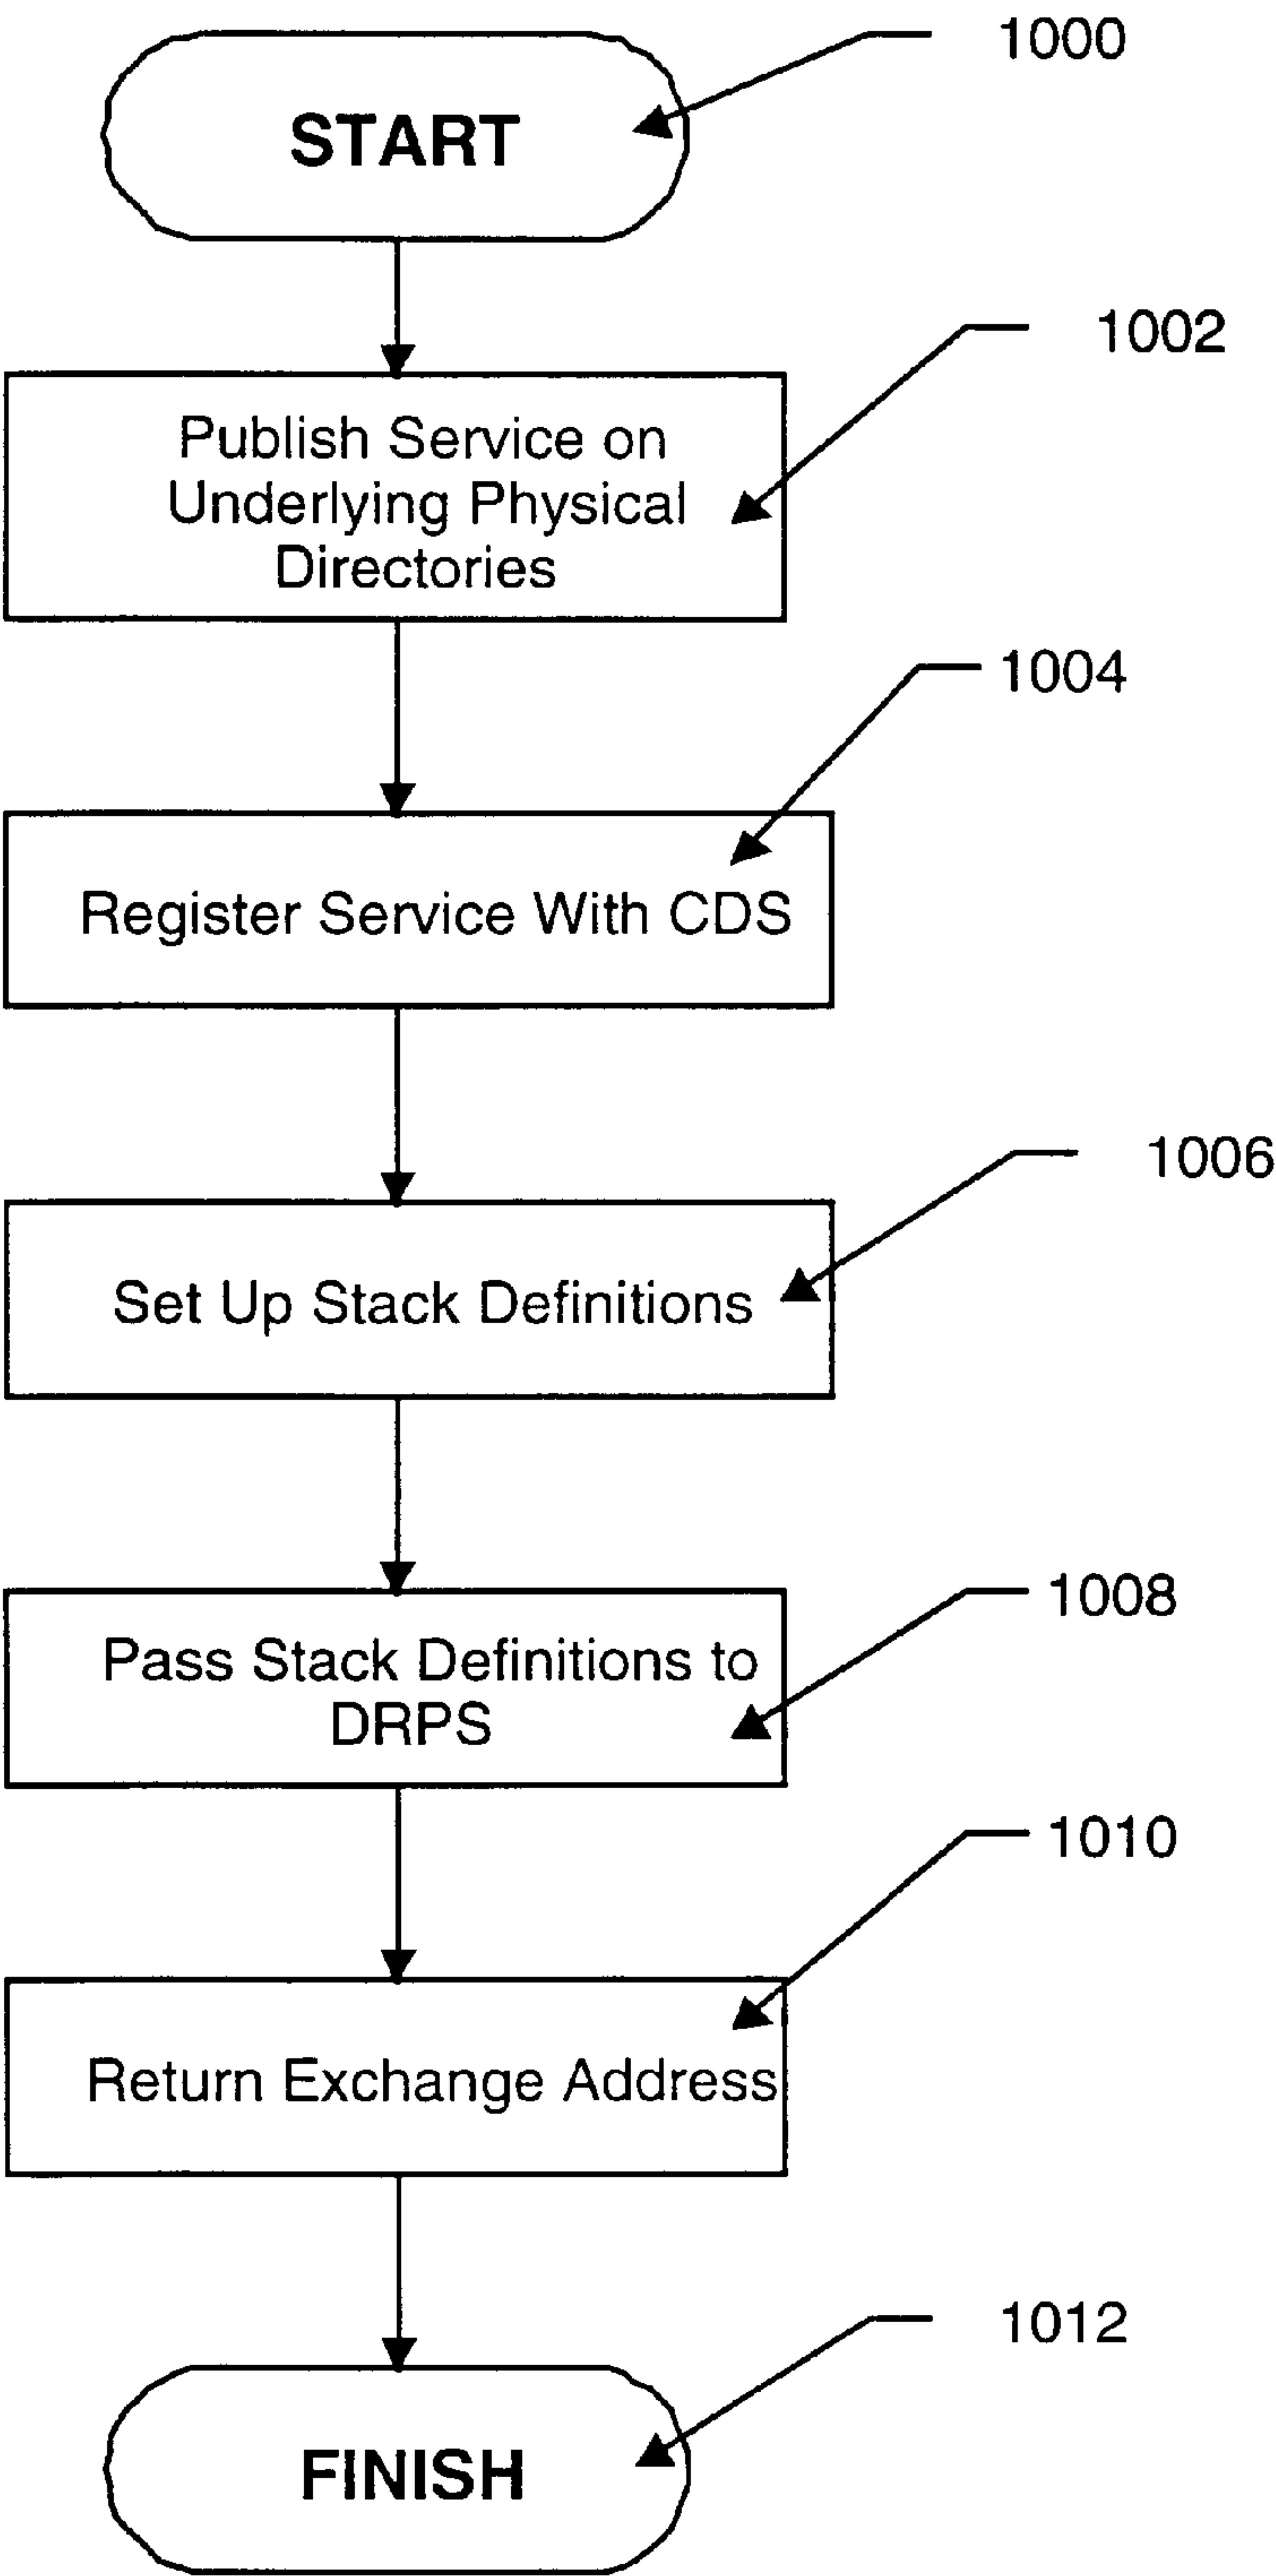 1000
START
1002
Publish Service on
Underlying Physical
Directories
1004
Register Service With CDS
1006
Set Up Stack Definitions
1008
Pass Stack Definitions to
DRPS
1010
Return Exchange Address
1012
FINISH